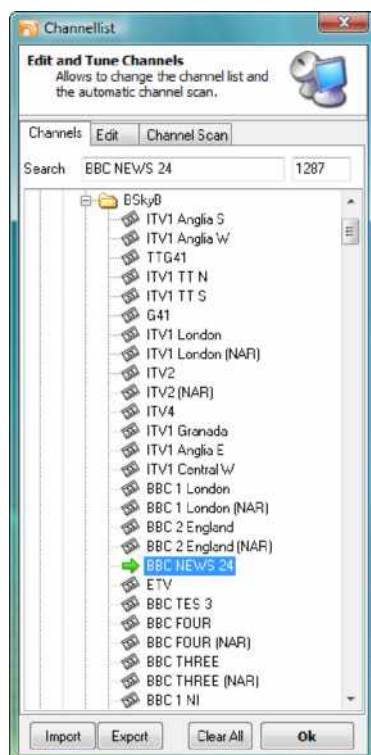 Channellist
Edit and Tune Channels
Allows to change the channel list and
the automatic channel scan.
Channels Edit Channel Scan
Search BBC NEWS 24 1287
BSkyB
ITV1 Anglia S
ITV1 Anglia W
TTG41
ITV1 TT N
ITV1 TT S
G41
ITV1 London
ITV1 London (NAR)
ITV2
ITV2 (NAR)
ITV4
ITV1 Granada
ITV1 Anglia E
ITV1 Central W
BBC 1 London
BBC 1 London (NAR)
BBC 2 England
BBC 2 England (NAR)
BBC NEWS 24
ETV
BBC TES 3
BBC FOUR
BBC FOUR (NAR)
BBC THREE
BBC THREE (NAR)
BBC 1 NI
Import Export Clear All Ok